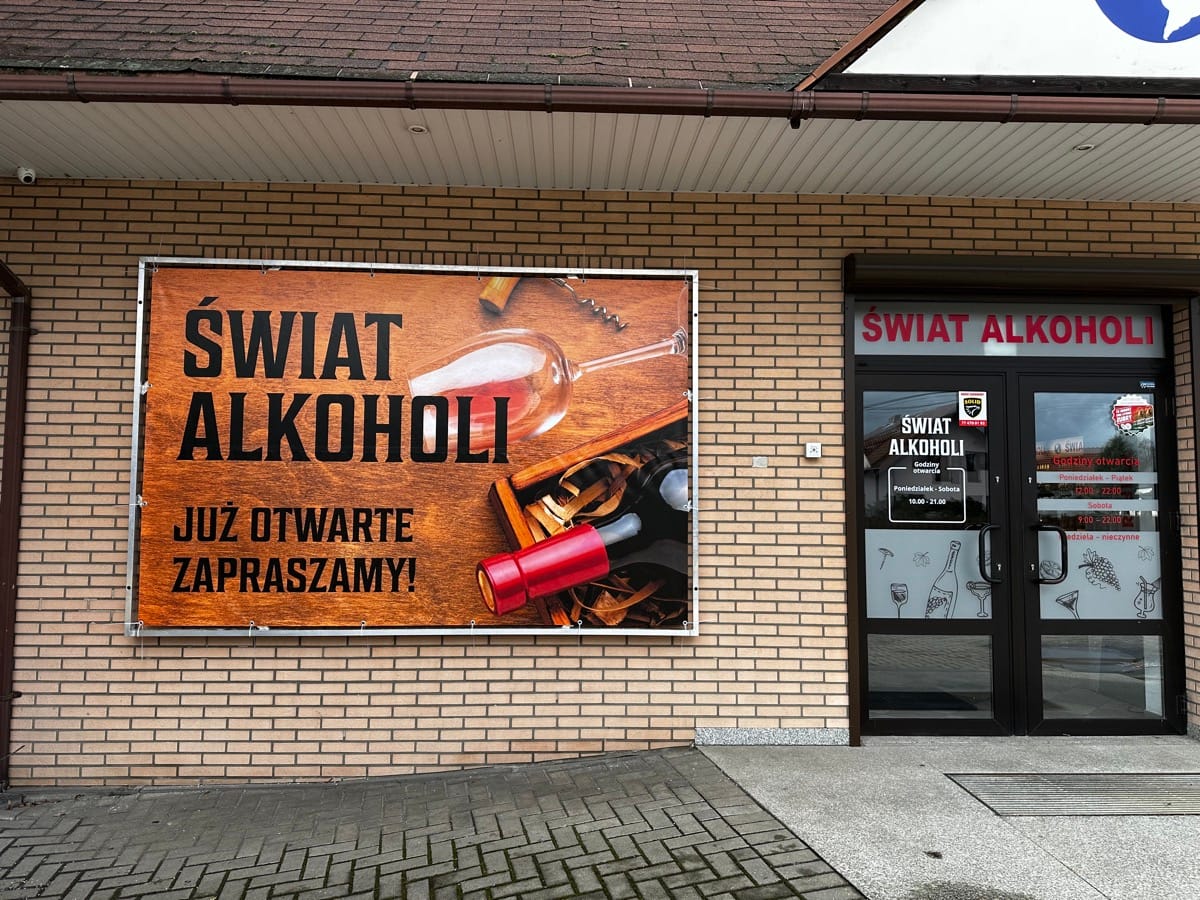 ŚWIAT
ALKOHOLI
JUŻ OTWARTE
ZAPRASZAMY!
ŚWIAT ALKOHOLI
SOLID
ŚWIAT
ALKOHOLI
Godziny
otwarcia
Poniedziałek - Sobota
10.00 - 21.00
Godziny otwarcia
Poniedziałek – Piątek
12:00 – 22:00
Sobota
9:00 – 22:00
nieczynne